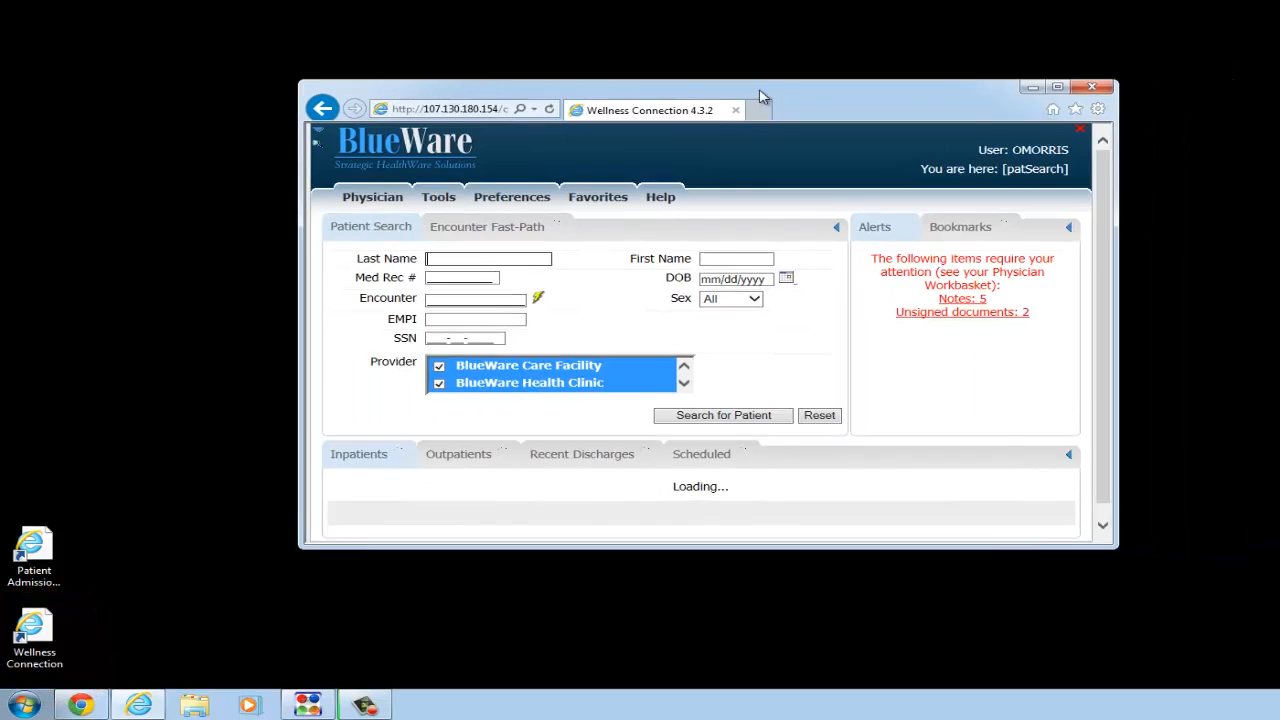 http://107.130.180.154/c
Wellness Connection 4.3.2
BlueWare
Strategic HealthWare Solutions
User: OMORRIS
You are here: [patSearch]
Physician Tools Preferences Favorites Help
Patient Search Encounter Fast-Path
Alerts Bookmarks
Last Name
First Name
Med Rec #
DOB mm/dd/yyyy
Encounter
Sex All
EMPI
SSN ___-__-____
Provider
BlueWare Care Facility
BlueWare Health Clinic
Search for Patient Reset
The following items require your
attention (see your Physician
Workbasket):
Notes: 5
Unsigned documents: 2
Inpatients Outpatients Recent Discharges Scheduled
Loading...
Patient
Admissio...
Wellness
Connection